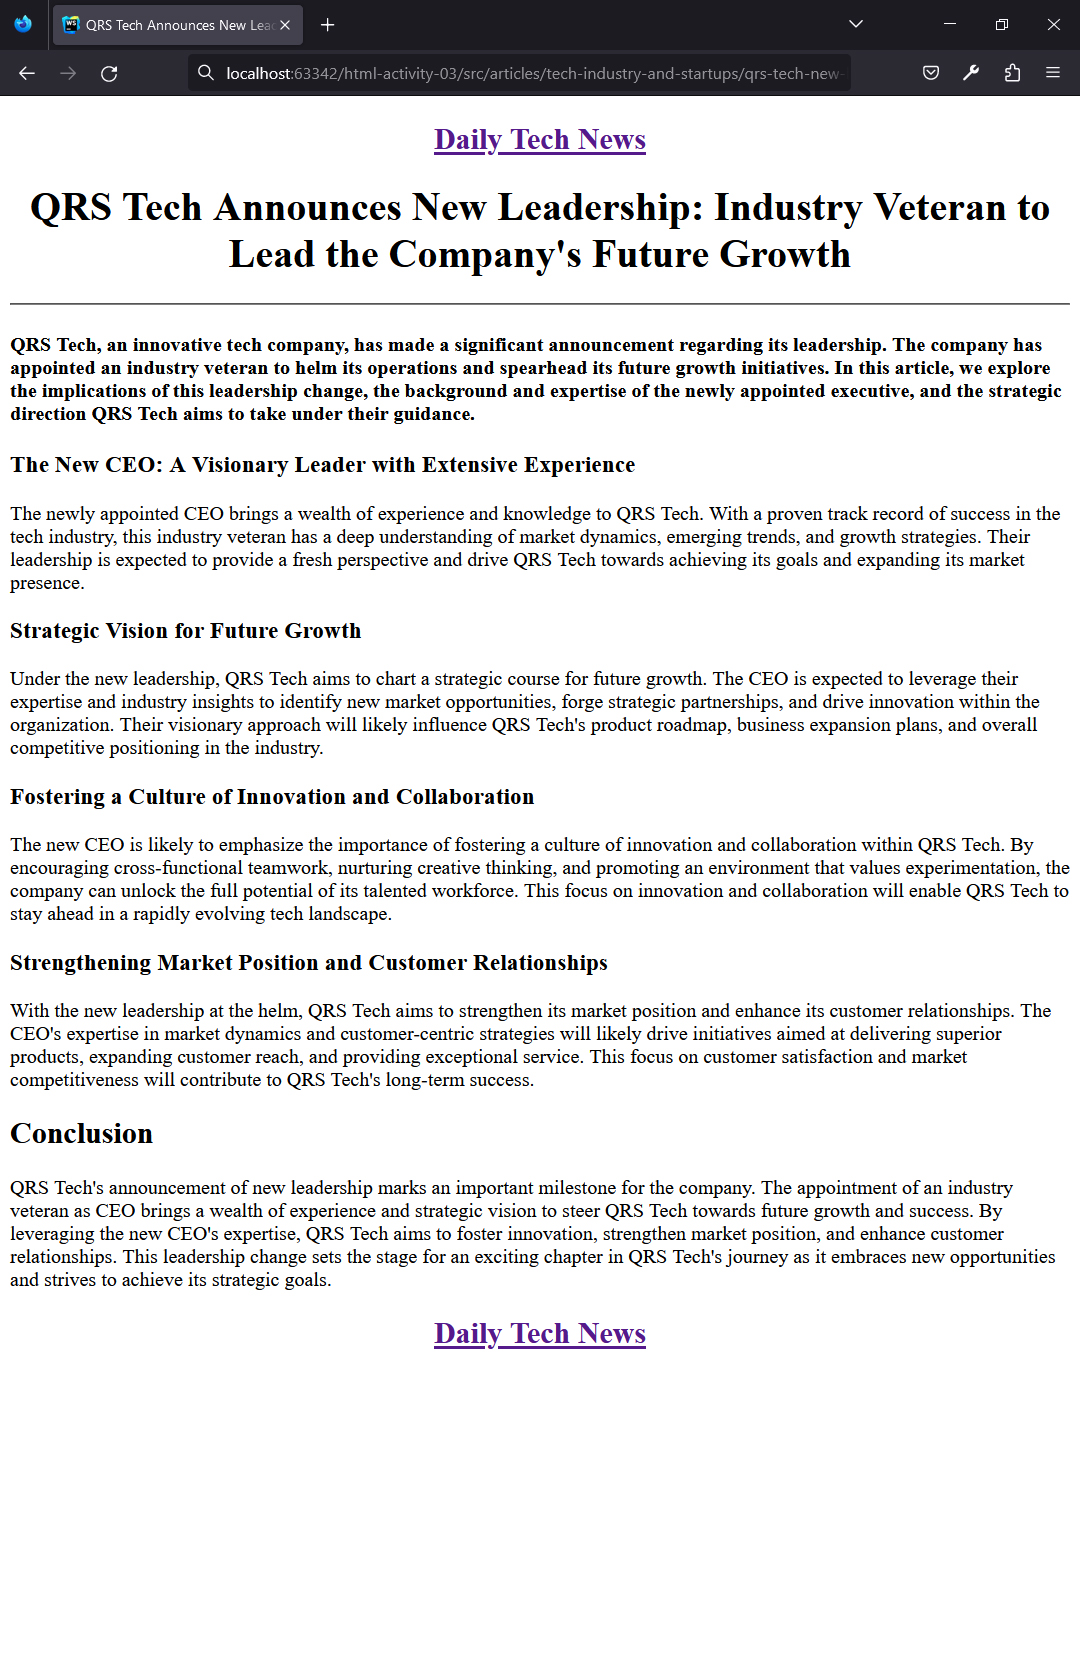 QRS Tech Announces New Lea
localhost:63342/html-activity-03/src/articles/tech-industry-and-startups/qrs-tech-new-
Daily Tech News
QRS Tech Announces New Leadership: Industry Veteran to
Lead the Company's Future Growth
QRS Tech, an innovative tech company, has made a significant announcement regarding its leadership. The company has
appointed an industry veteran to helm its operations and spearhead its future growth initiatives. In this article, we explore
the implications of this leadership change, the background and expertise of the newly appointed executive, and the strategic
direction QRS Tech aims to take under their guidance.
The New CEO: A Visionary Leader with Extensive Experience
The newly appointed CEO brings a wealth of experience and knowledge to QRS Tech. With a proven track record of success in the
tech industry, this industry veteran has a deep understanding of market dynamics, emerging trends, and growth strategies. Their
leadership is expected to provide a fresh perspective and drive QRS Tech towards achieving its goals and expanding its market
presence.
Strategic Vision for Future Growth
Under the new leadership, QRS Tech aims to chart a strategic course for future growth. The CEO is expected to leverage their
expertise and industry insights to identify new market opportunities, forge strategic partnerships, and drive innovation within the
organization. Their visionary approach will likely influence QRS Tech's product roadmap, business expansion plans, and overall
competitive positioning in the industry.
Fostering a Culture of Innovation and Collaboration
The new CEO is likely to emphasize the importance of fostering a culture of innovation and collaboration within QRS Tech. By
encouraging cross-functional teamwork, nurturing creative thinking, and promoting an environment that values experimentation, the
company can unlock the full potential of its talented workforce. This focus on innovation and collaboration will enable QRS Tech to
stay ahead in a rapidly evolving tech landscape.
Strengthening Market Position and Customer Relationships
With the new leadership at the helm, QRS Tech aims to strengthen its market position and enhance its customer relationships. The
CEO's expertise in market dynamics and customer-centric strategies will likely drive initiatives aimed at delivering superior
products, expanding customer reach, and providing exceptional service. This focus on customer satisfaction and market
competitiveness will contribute to QRS Tech's long-term success.
Conclusion
QRS Tech's announcement of new leadership marks an important milestone for the company. The appointment of an industry
veteran as CEO brings a wealth of experience and strategic vision to steer QRS Tech towards future growth and success. By
leveraging the new CEO's expertise, QRS Tech aims to foster innovation, strengthen market position, and enhance customer
relationships. This leadership change sets the stage for an exciting chapter in QRS Tech's journey as it embraces new opportunities
and strives to achieve its strategic goals.
Daily Tech News